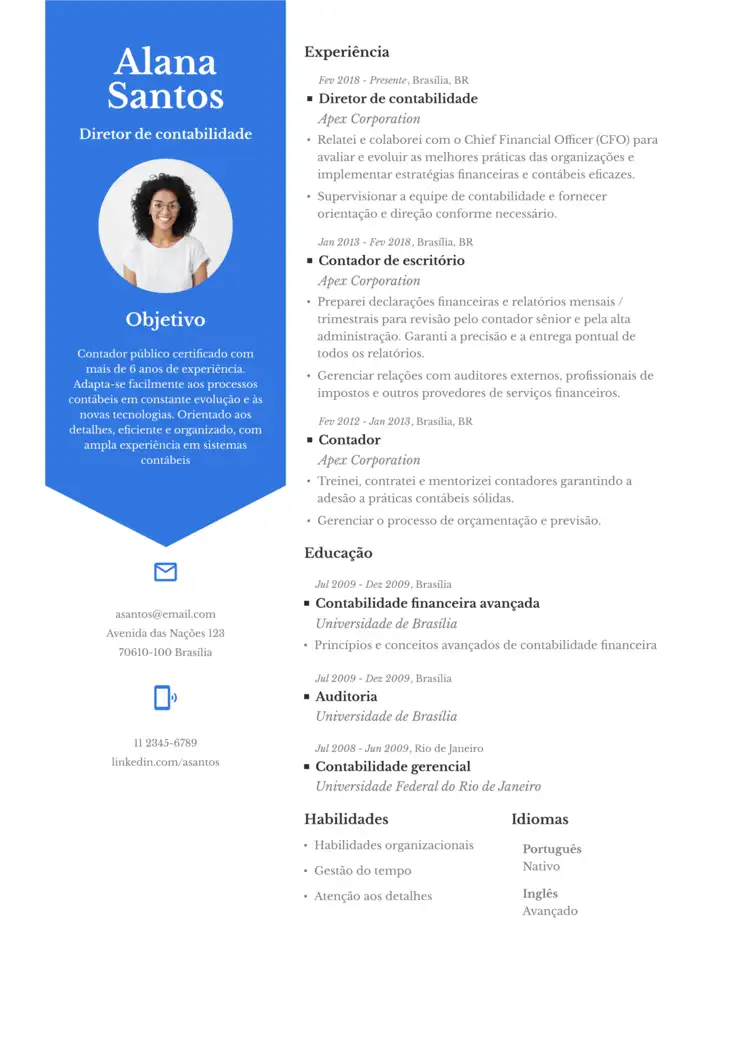 Alana
Santos
Diretor de contabilidade
Objetivo
Contador público certificado com
mais de 6 anos de experiência.
Adapta-se facilmente aos processos
contábeis em constante evolução e às
novas tecnologias. Orientado aos
detalhes, eficiente e organizado, com
ampla experiência em sistemas
contábeis
asantos@email.com
Avenida das Nações 123
70610-100 Brasília
11 2345-6789
linkedin.com/asantos
Experiência
Fev 2018 - Presente, Brasília, BR
Diretor de contabilidade
Apex Corporation
• Relatei e colaborei com o Chief Financial Officer (CFO) para
avaliar e evoluir as melhores práticas das organizações e
implementar estratégias financeiras e contábeis eficazes.
• Supervisionar a equipe de contabilidade e fornecer
orientação e direção conforme necessário.
Jan 2013 - Fev 2018, Brasília, BR
Contador de escritório
Apex Corporation
• Preparei declarações financeiras e relatórios mensais /
trimestrais para revisão pelo contador sênior e pela alta
administração. Garanti a precisão e a entrega pontual de
todos os relatórios.
• Gerenciar relações com auditores externos, profissionais de
impostos e outros provedores de serviços financeiros.
Fev 2012 - Jan 2013, Brasília, BR
Contador
Apex Corporation
• Treinei, contratei e mentorizei contadores garantindo a
adesão a práticas contábeis sólidas.
• Gerenciar o processo de orçamentação e previsão.
Educação
Jul 2009 - Dez 2009, Brasília
Contabilidade financeira avançada
Universidade de Brasília
• Princípios e conceitos avançados de contabilidade financeira
Jul 2009 - Dez 2009, Brasília
Auditoria
Universidade de Brasília
Jul 2008 - Jun 2009, Rio de Janeiro
Contabilidade gerencial
Universidade Federal do Rio de Janeiro
Habilidades
• Habilidades organizacionais
• Gestão do tempo
• Atenção aos detalhes
Idiomas
Português
Nativo
Inglês
Avançado